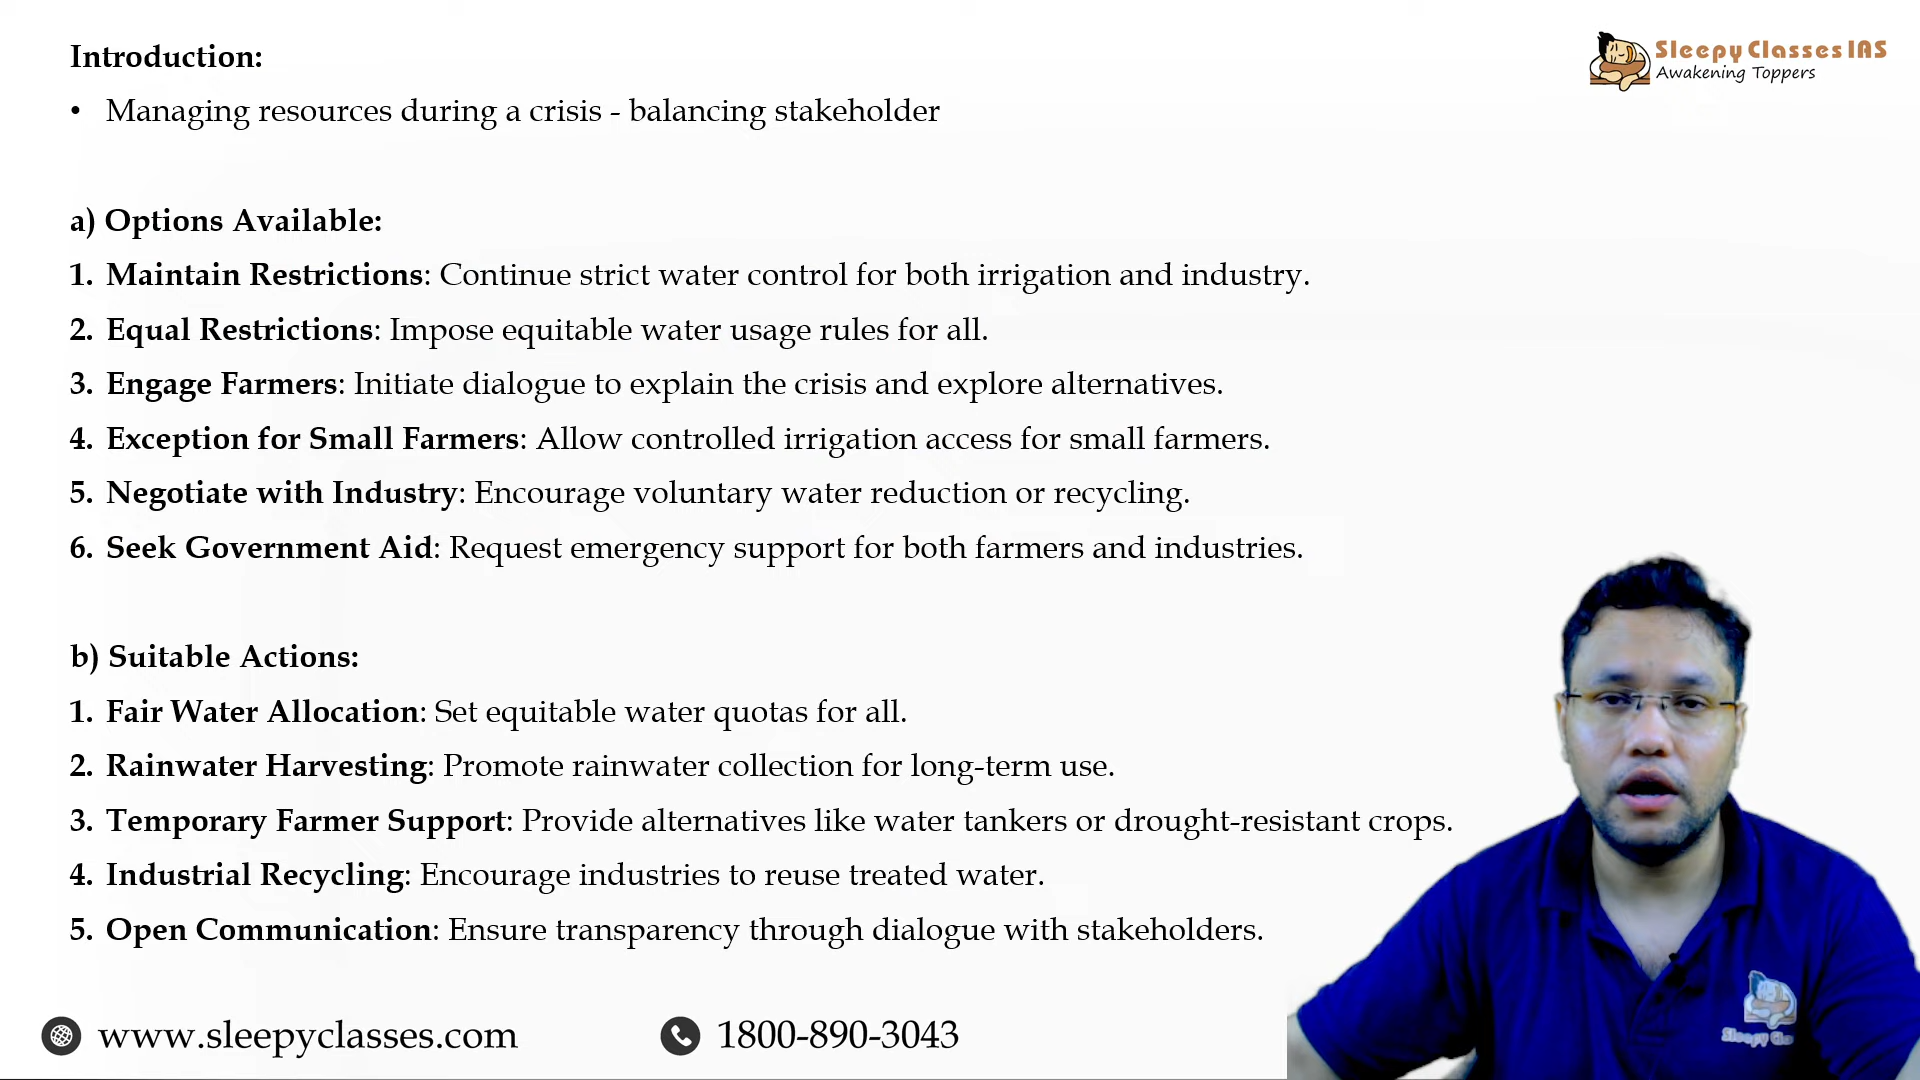 Introduction:
Sleepy Classes IAS
Awakening Toppers
• Managing resources during a crisis - balancing stakeholder
a) Options Available:
1. Maintain Restrictions: Continue strict water control for both irrigation and industry.
2. Equal Restrictions: Impose equitable water usage rules for all.
3. Engage Farmers: Initiate dialogue to explain the crisis and explore alternatives.
4. Exception for Small Farmers: Allow controlled irrigation access for small farmers.
5. Negotiate with Industry: Encourage voluntary water reduction or recycling.
6. Seek Government Aid: Request emergency support for both farmers and industries.
b) Suitable Actions:
1. Fair Water Allocation: Set equitable water quotas for all.
2. Rainwater Harvesting: Promote rainwater collection for long-term use.
3. Temporary Farmer Support: Provide alternatives like water tankers or drought-resistant crops.
4. Industrial Recycling: Encourage industries to reuse treated water.
5. Open Communication: Ensure transparency through dialogue with stakeholders.
www.sleepyclasses.com
1800-890-3043
Sleepy Cla